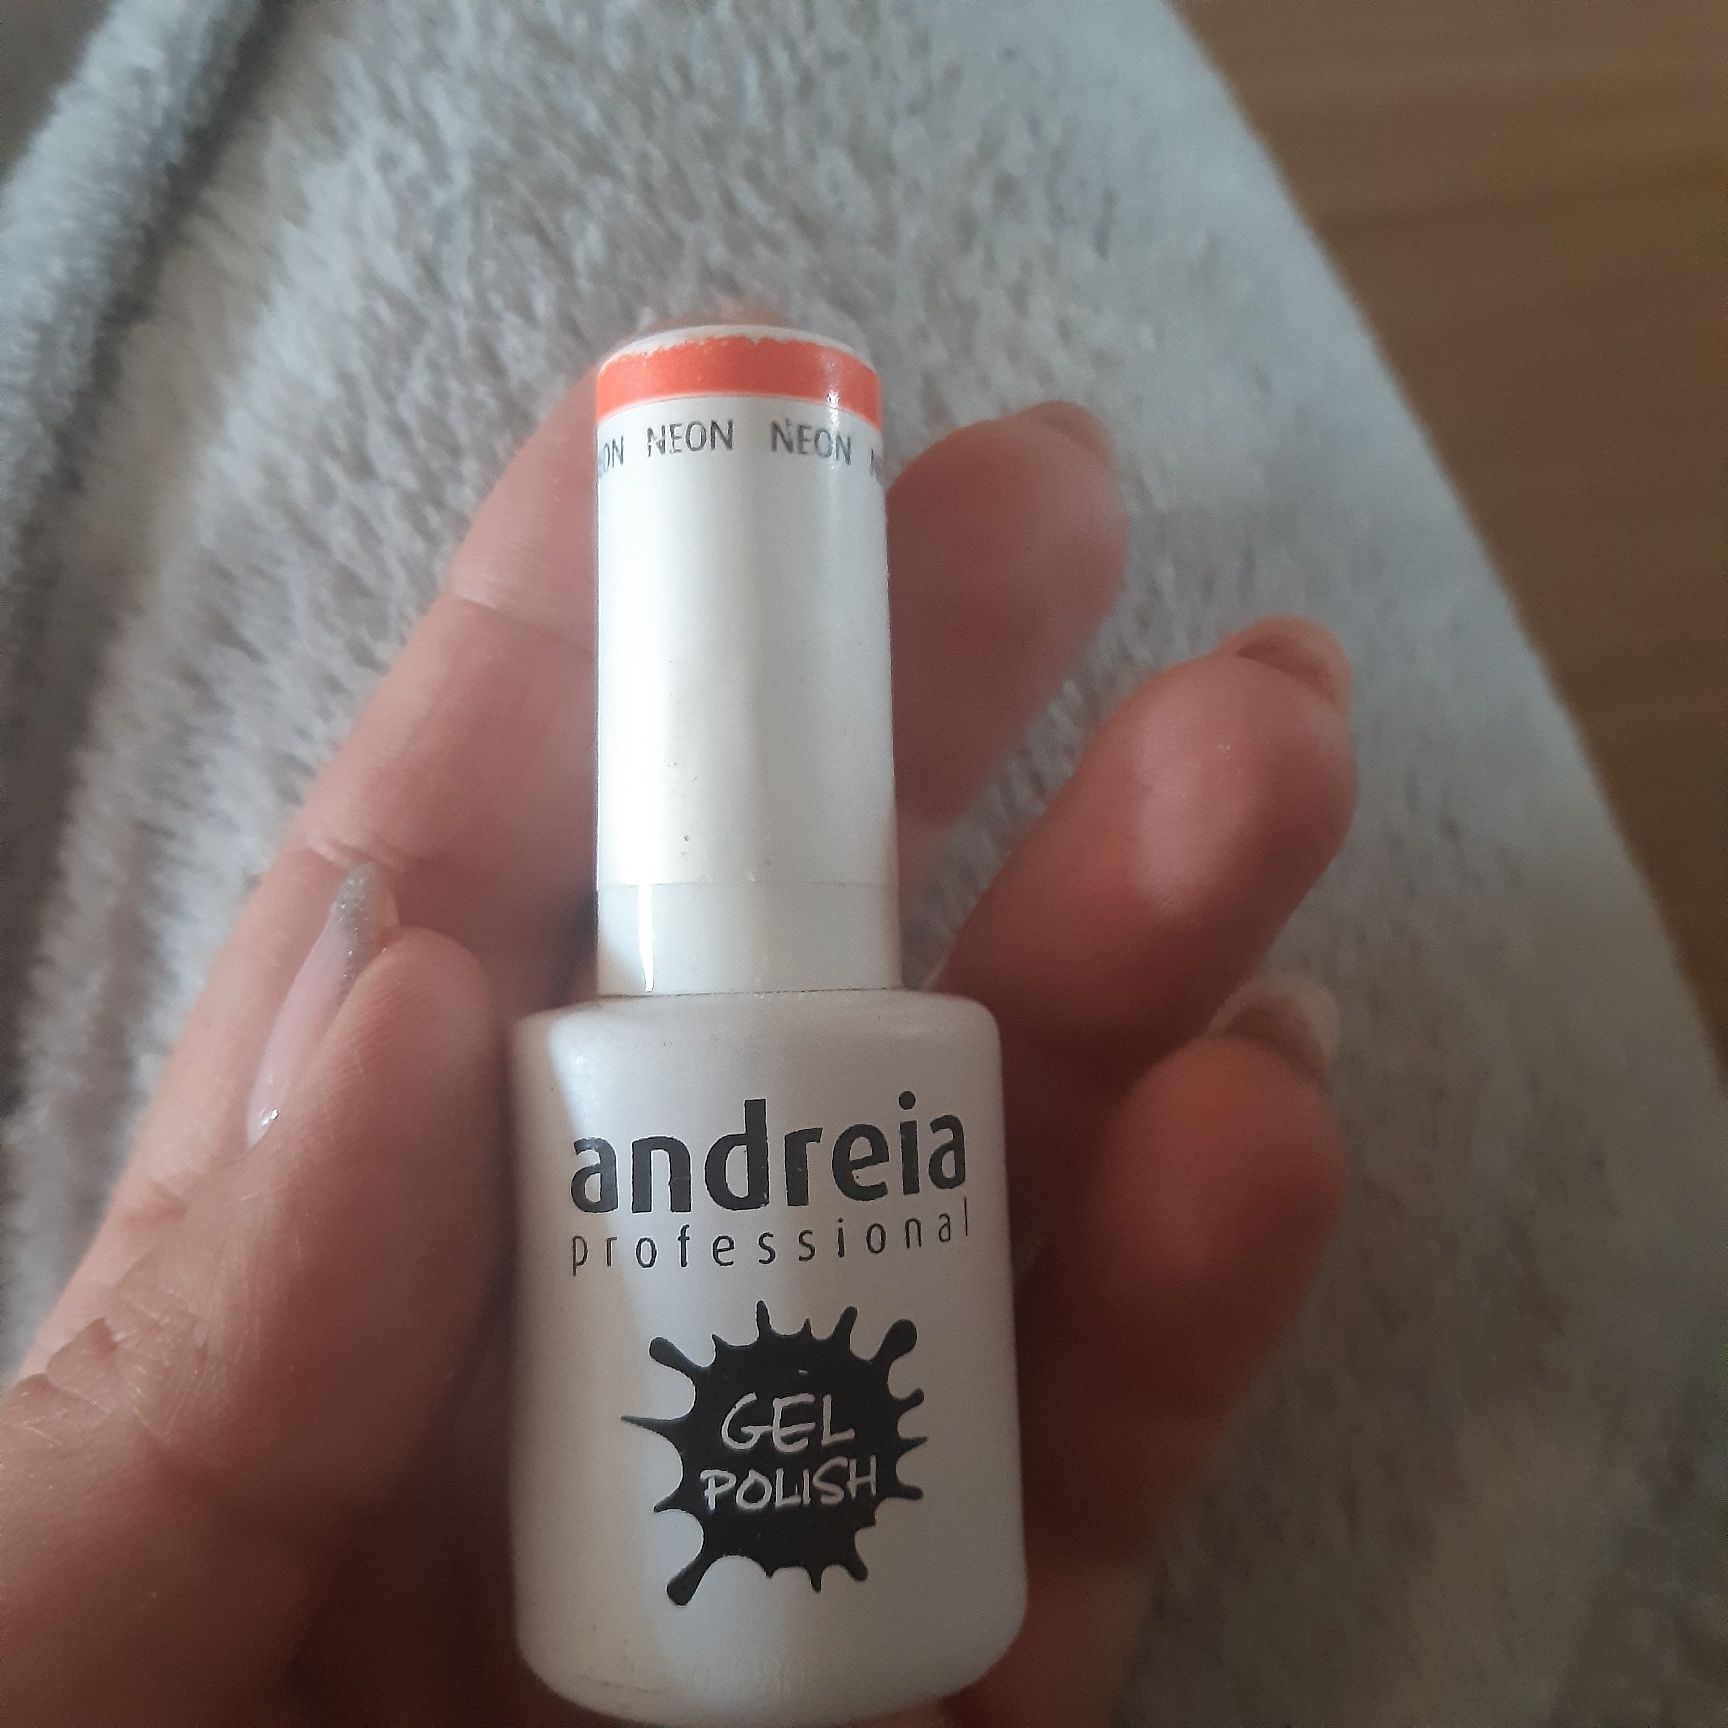 NEON NEON
andreia
professional
GEL
POLISH